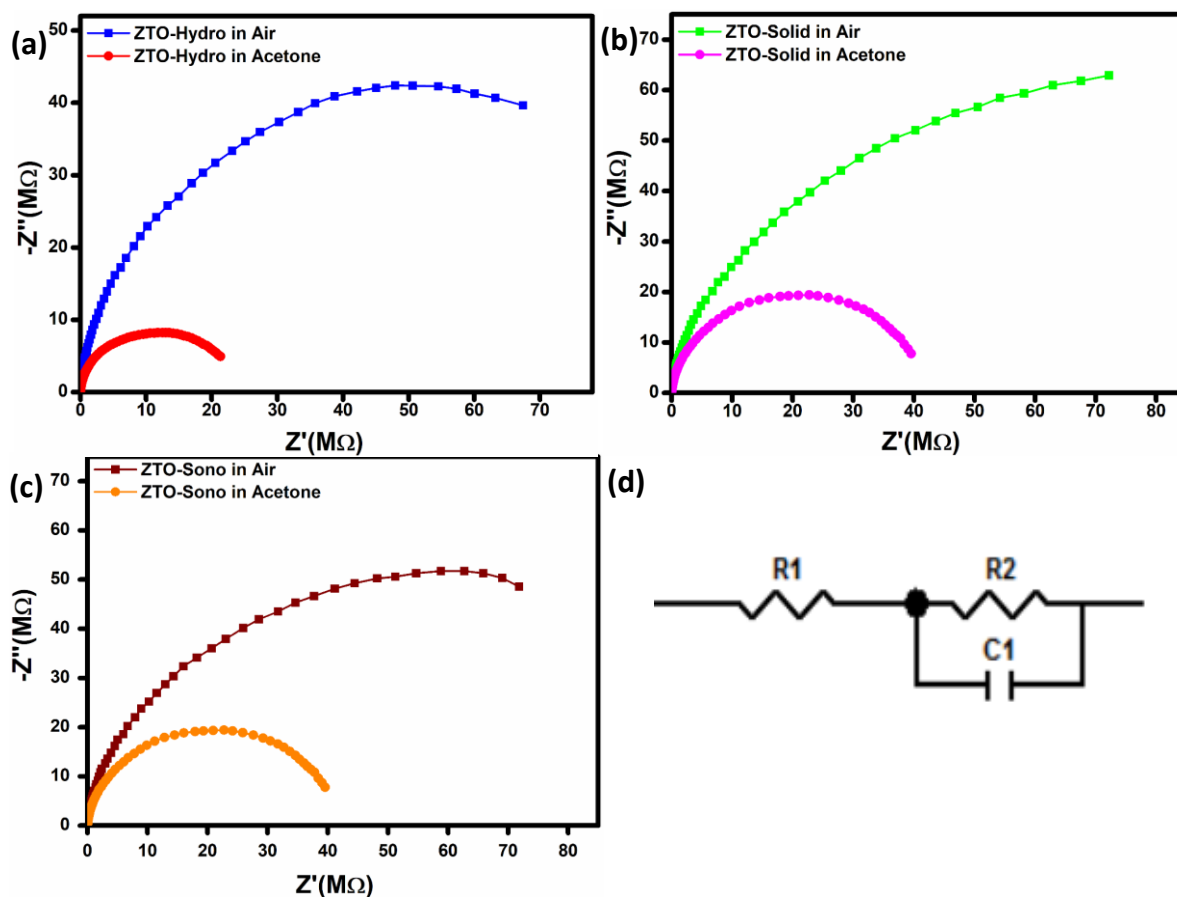 (a)
ZTO-Hydro in Air
ZTO-Hydro in Acetone
-Z''(MΩ)
50
40
30
20
10
0
0 10 20 30 40 50 60 70
Z'(MΩ)
(b)
ZTO-Solid in Air
ZTO-Solid in Acetone
-Z''(MΩ)
70
60
50
40
30
20
10
0
0 10 20 30 40 50 60 70 80
Z'(MΩ)
(c)
ZTO-Sono in Air
ZTO-Sono in Acetone
-Z''(MΩ)
70
60
50
40
30
20
10
0
0 10 20 30 40 50 60 70 80
Z'(MΩ)
(d)
R1
R2
C1